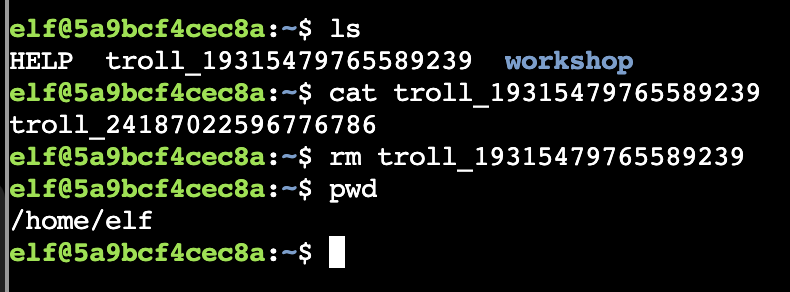 elf@5a9bcf4cec8a:~$ ls
HELP  troll_19315479765589239  workshop
elf@5a9bcf4cec8a:~$ cat troll_19315479765589239
troll_24187022596776786
elf@5a9bcf4cec8a:~$ rm troll_19315479765589239
elf@5a9bcf4cec8a:~$ pwd
/home/elf
elf@5a9bcf4cec8a:~$